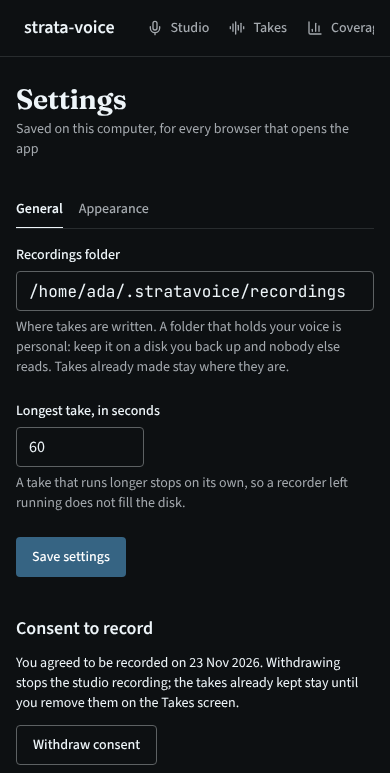 strata-voice Studio Takes Coverag
Settings
Saved on this computer, for every browser that opens the
app
General Appearance
Recordings folder
/home/ada/.stratavoice/recordings
Where takes are written. A folder that holds your voice is
personal: keep it on a disk you back up and nobody else
reads. Takes already made stay where they are.
Longest take, in seconds
60
A take that runs longer stops on its own, so a recorder left
running does not fill the disk.
Save settings
Consent to record
You agreed to be recorded on 23 Nov 2026. Withdrawing
stops the studio recording; the takes already kept stay until
you remove them on the Takes screen.
Withdraw consent